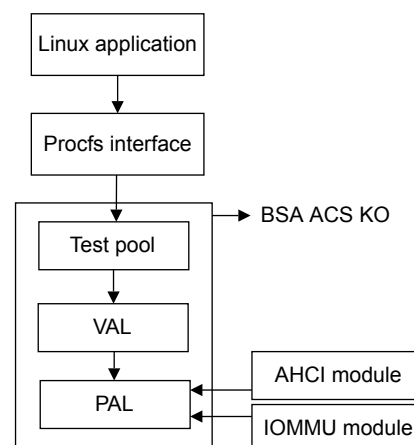 Linux application
Procfs interface
BSA ACS KO
Test pool
VAL
AHCI module
PAL
IOMMU module